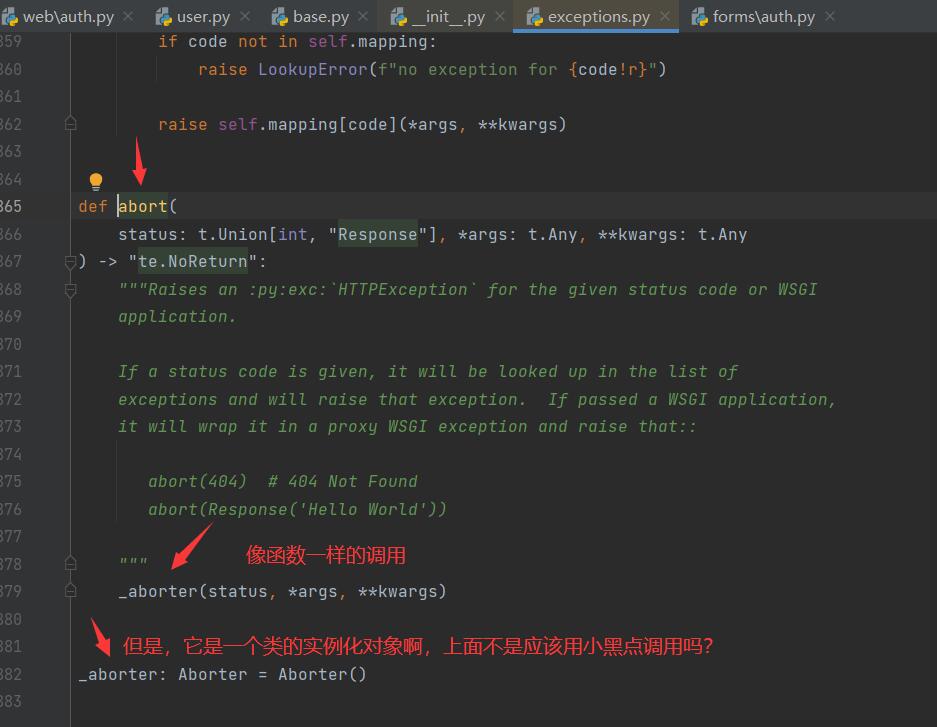 web\auth.py
user.py
base.py
__init__.py
exceptions.py
forms\auth.py
359 if code not in self.mapping:
360 raise LookupError(f"no exception for {code!r}")
361
362 raise self.mapping[code](*args, **kwargs)
363
364
365 def abort(
366 status: t.Union[int, "Response"], *args: t.Any, **kwargs: t.Any
367 ) -> "te.NoReturn":
368 """Raises an :py:exc:`HTTPException` for the given status code or WSGI
369 application.
370
371 If a status code is given, it will be looked up in the list of
372 exceptions and will raise that exception.  If passed a WSGI application,
373 it will wrap it in a proxy WSGI exception and raise that::
374
375 abort(404)  # 404 Not Found
376 abort(Response('Hello World'))
377
像函数一样的调用
378 """
379 _aborter(status, *args, **kwargs)
380
381 但是，它是一个类的实例化对象啊，上面不是应该用小黑点调用吗？
382 _aborter: Aborter = Aborter()
383